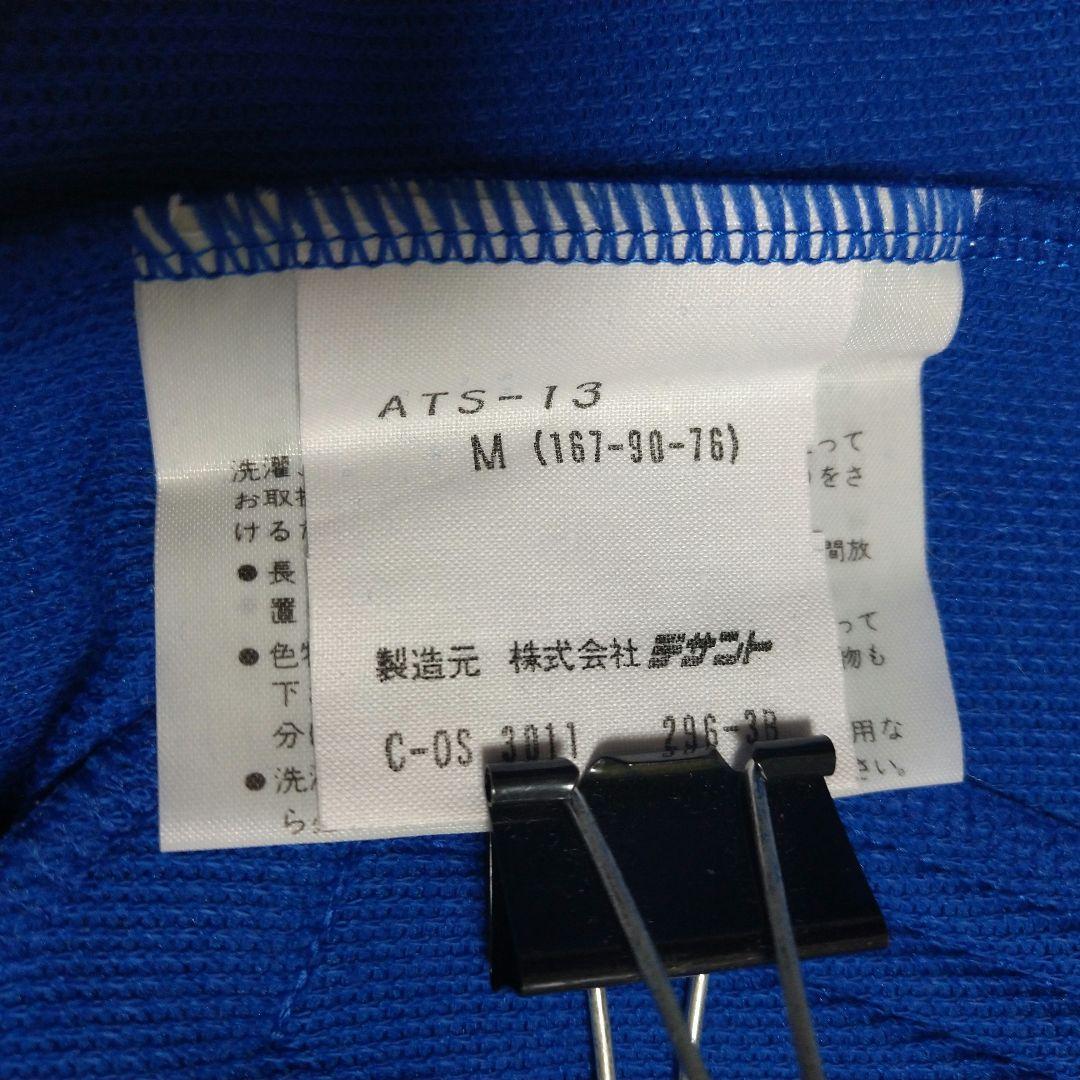 ATS-13
M (167-90-76)
製造元 株式会社デサント
C-OS 3011 296-3B
洗濯
って
お取
をさ
ける
間放
● 長
置
って
● 色
物も
下
分
用な
● 洗
さい。
ら